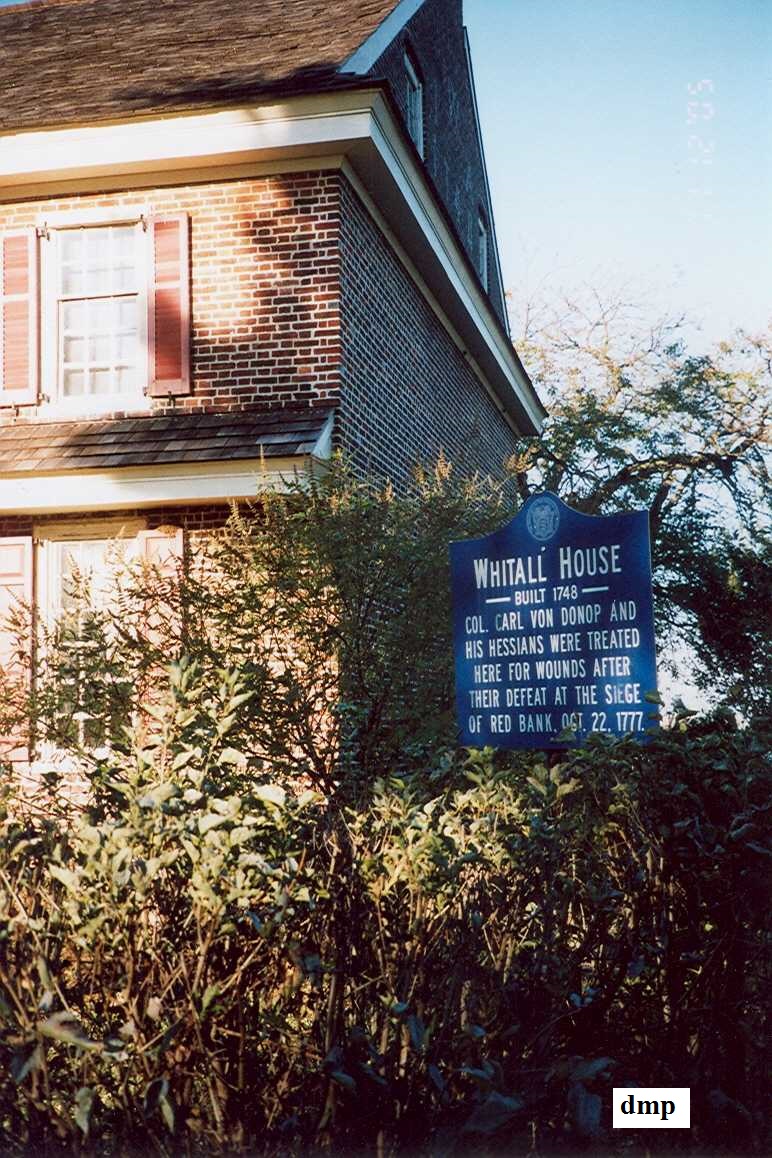 WHITALL HOUSE
BUILT 1748
COL. CARL VON DONOP AND
HIS HESSIANS WERE TREATED
HERE FOR WOUNDS AFTER
THEIR DEFEAT AT THE SIEGE
OF RED BANK, OCT. 22, 1777.
dmp